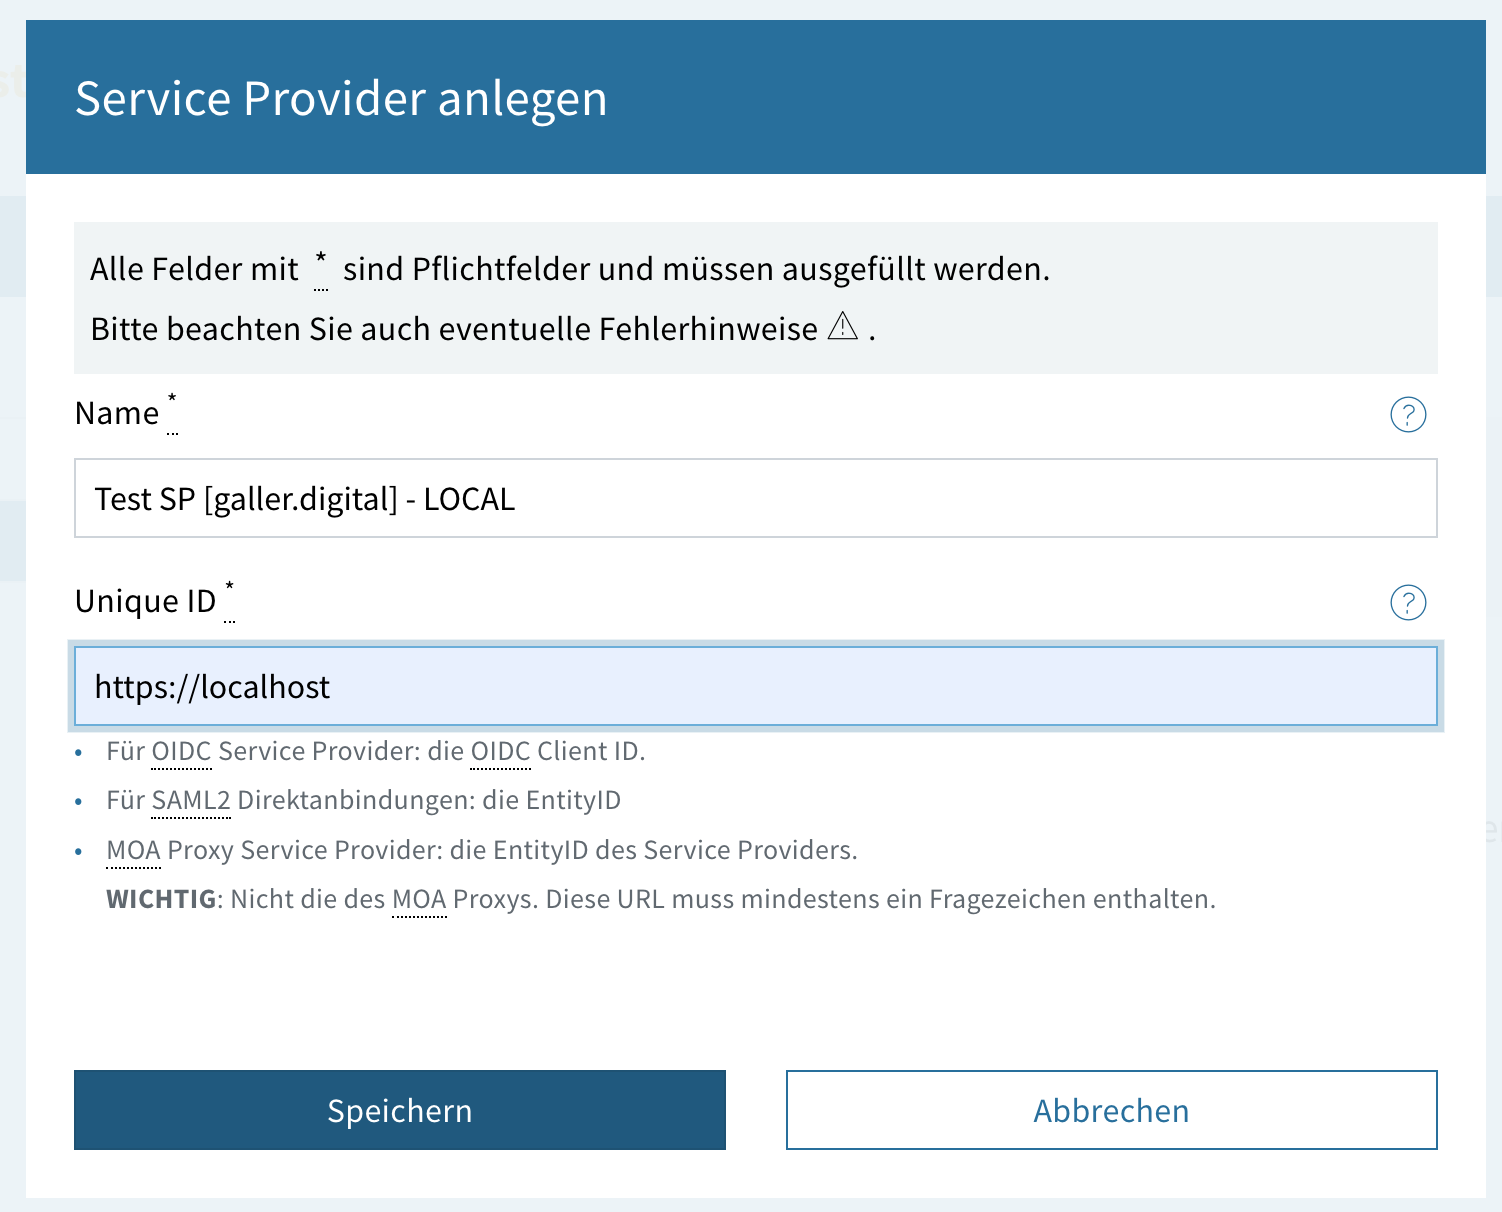 Service Provider anlegen
Alle Felder mit * sind Pflichtfelder und müssen ausgefüllt werden.
Bitte beachten Sie auch eventuelle Fehlerhinweise ⚠ .
Name *
?
Test SP [galler.digital] - LOCAL
Unique ID *
?
https://localhost
• Für OIDC Service Provider: die OIDC Client ID.
• Für SAML2 Direktanbindungen: die EntityID
• MOA Proxy Service Provider: die EntityID des Service Providers.
WICHTIG: Nicht die des MOA Proxys. Diese URL muss mindestens ein Fragezeichen enthalten.
Speichern
Abbrechen